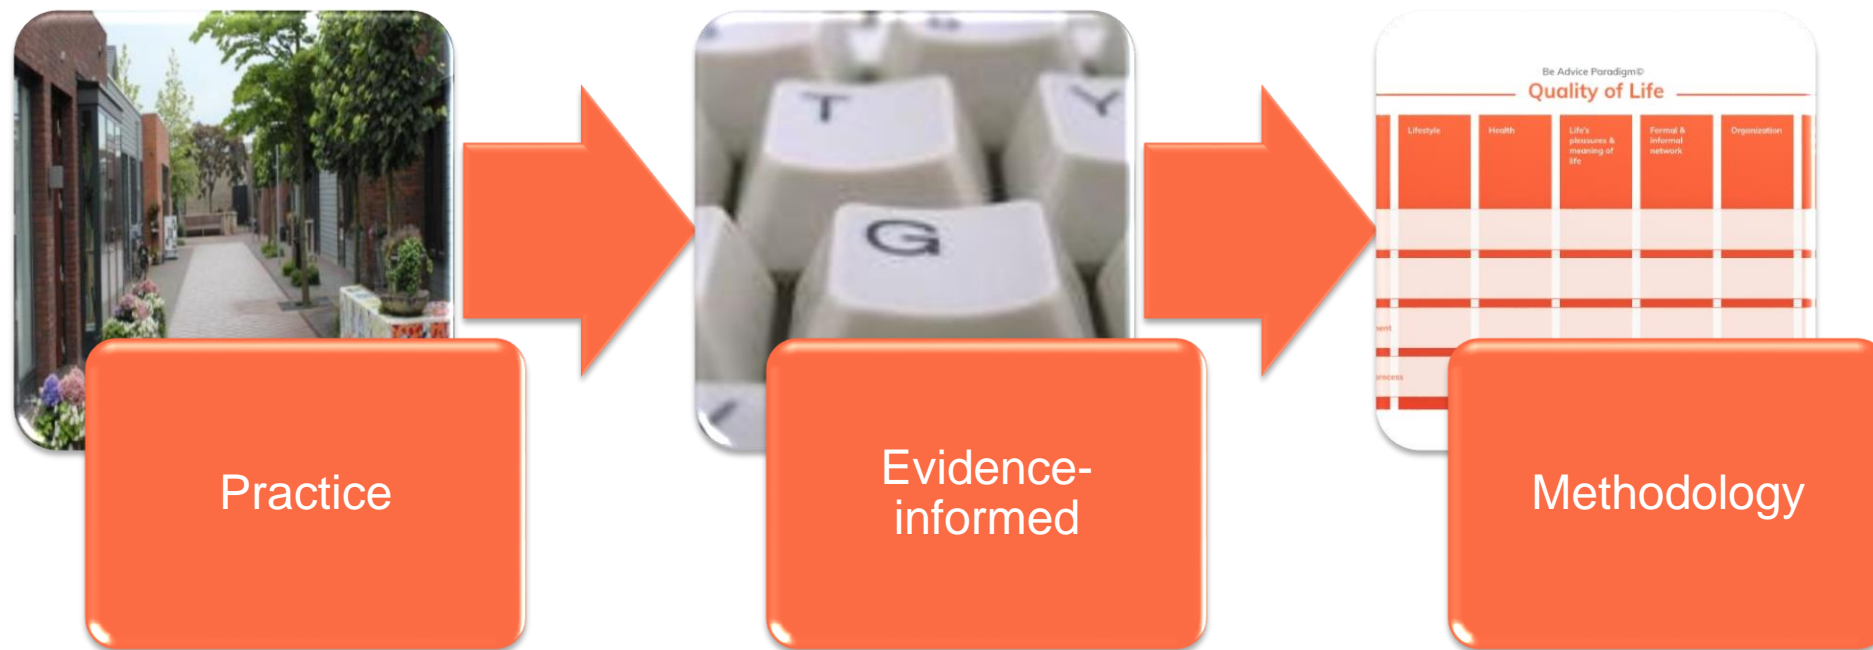 T
Y
G
Be Advice Paradigm©
Quality of Life
Lifestyle
Health
Life's
pleasures &
meaning of
life
Formal &
informal
network
Organization
process
Practice
Evidence-
informed
Methodology